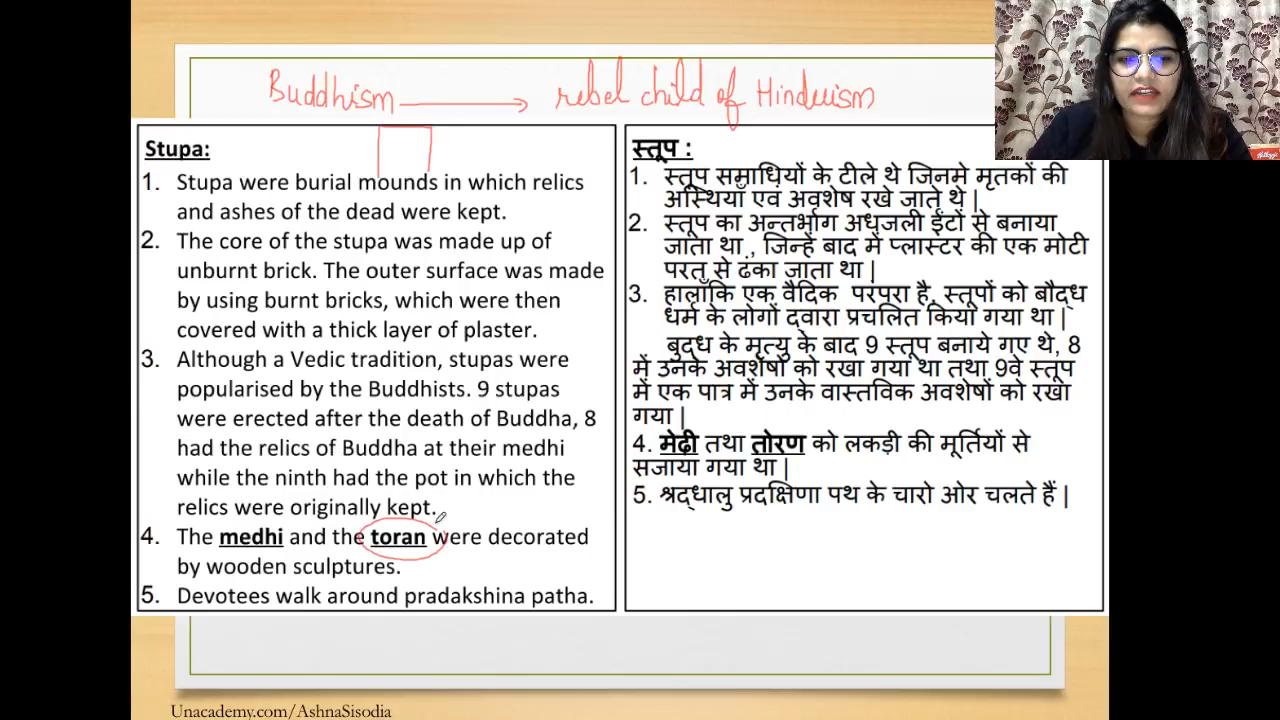 Buddhism → rebel child of Hinduism
Stupa:
1. Stupa were burial mounds in which relics
and ashes of the dead were kept.
2. The core of the stupa was made up of
unburnt brick. The outer surface was made
by using burnt bricks, which were then
covered with a thick layer of plaster.
3. Although a Vedic tradition, stupas were
popularised by the Buddhists. 9 stupas
were erected after the death of Buddha, 8
had the relics of Buddha at their medhi
while the ninth had the pot in which the
relics were originally kept.
4. The medhi and the toran were decorated
by wooden sculptures.
5. Devotees walk around pradakshina patha.
स्तूप :
1. स्तूप समाधियों के टीले थे जिनमे मृतकों की
अस्थियाँ एवं अवशेष रखे जाते थे |
2. स्तूप का अन्तर्भाग अधजली ईंटों से बनाया
जाता था , जिन्हें बाद में प्लास्टर की एक मोटी
परत से ढंका जाता था |
3. हालाँकि एक वैदिक परंपरा है, स्तूपों को बौद्ध
धर्म के लोगों द्वारा प्रचलित किया गया था |
बुद्ध के मृत्यु के बाद 9 स्तूप बनाये गए थे, 8
में उनके अवशेषों को रखा गया था तथा 9वे स्तूप
में एक पात्र में उनके वास्तविक अवशेषों को रखा
गया |
4. मेढ़ी तथा तोरण को लकड़ी की मूर्तियों से
सजाया गया था |
5. श्रद्धालु प्रदक्षिणा पथ के चारो ओर चलते हैं |
Unacademy.com/AshnaSisodia